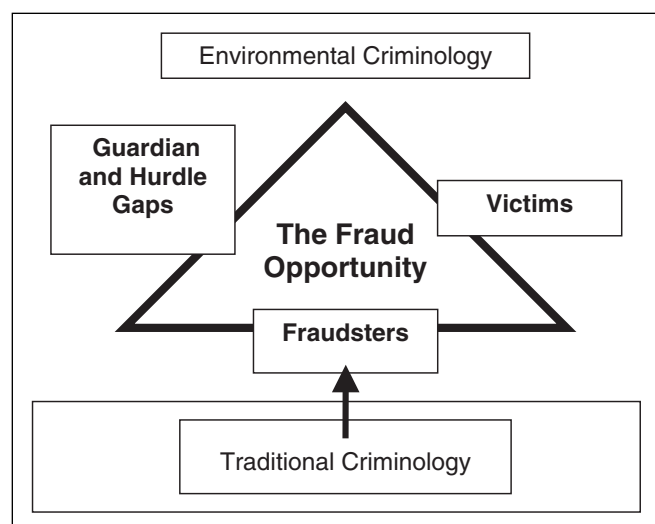 Environmental Criminology
Guardian
and Hurdle
Gaps
Victims
The Fraud
Opportunity
Fraudsters
Traditional Criminology